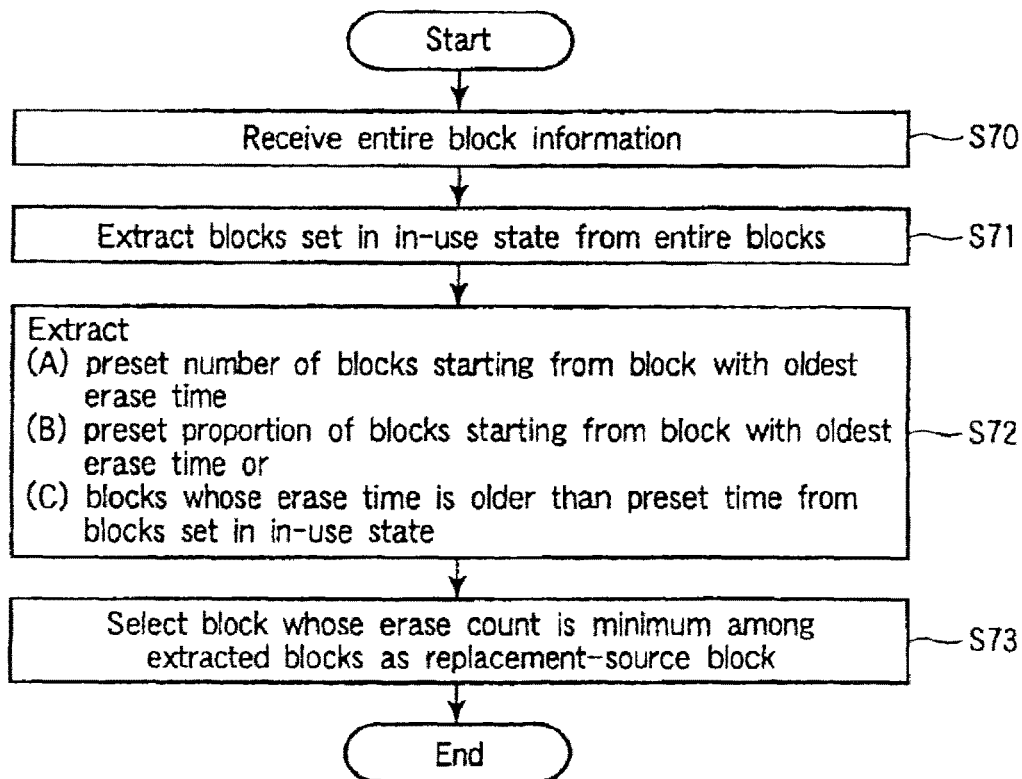 Start
Receive entire block information
S70
Extract blocks set in in-use state from entire blocks
S71
Extract
(A) preset number of blocks starting from block with oldest
erase time
(B) preset proportion of blocks starting from block with oldest
erase time or
(C) blocks whose erase time is older than preset time from
blocks set in in-use state
S72
Select block whose erase count is minimum among
extracted blocks as replacement-source block
S73
End